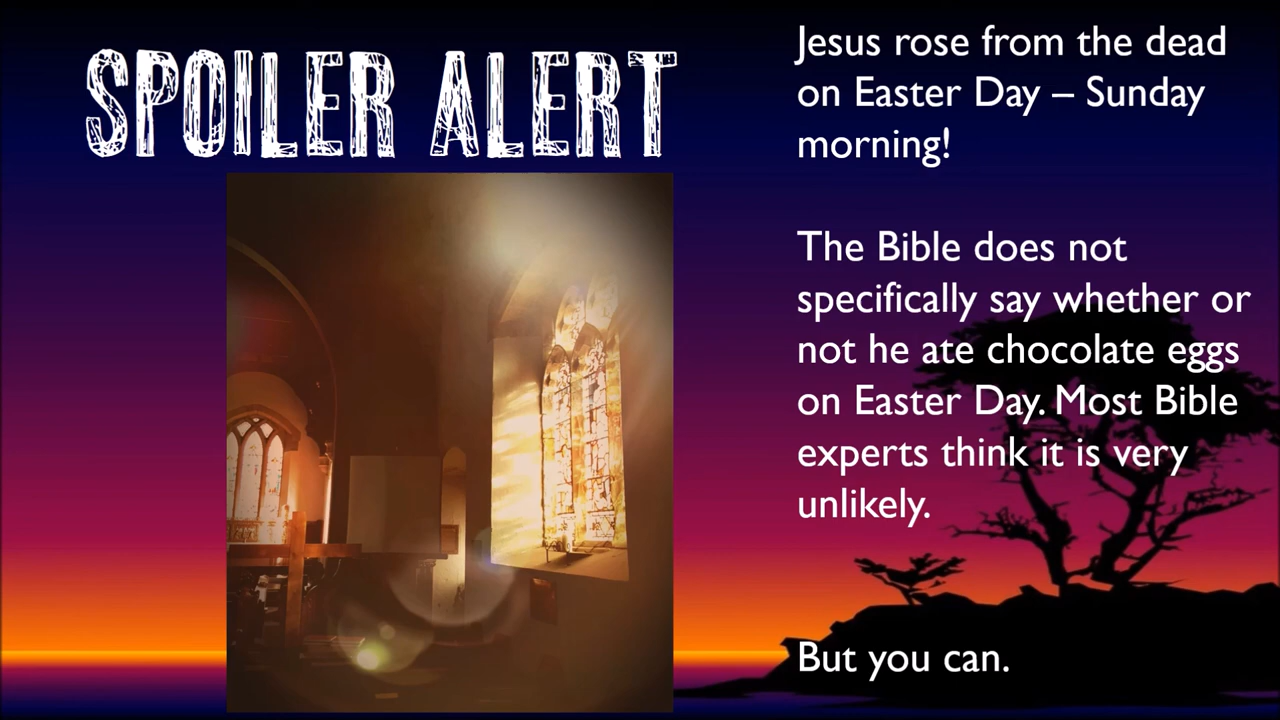 SPOILER ALERT
Jesus rose from the dead
on Easter Day – Sunday
morning!
The Bible does not
specifically say whether or
not he ate chocolate eggs
on Easter Day. Most Bible
experts think it is very
unlikely.
But you can.